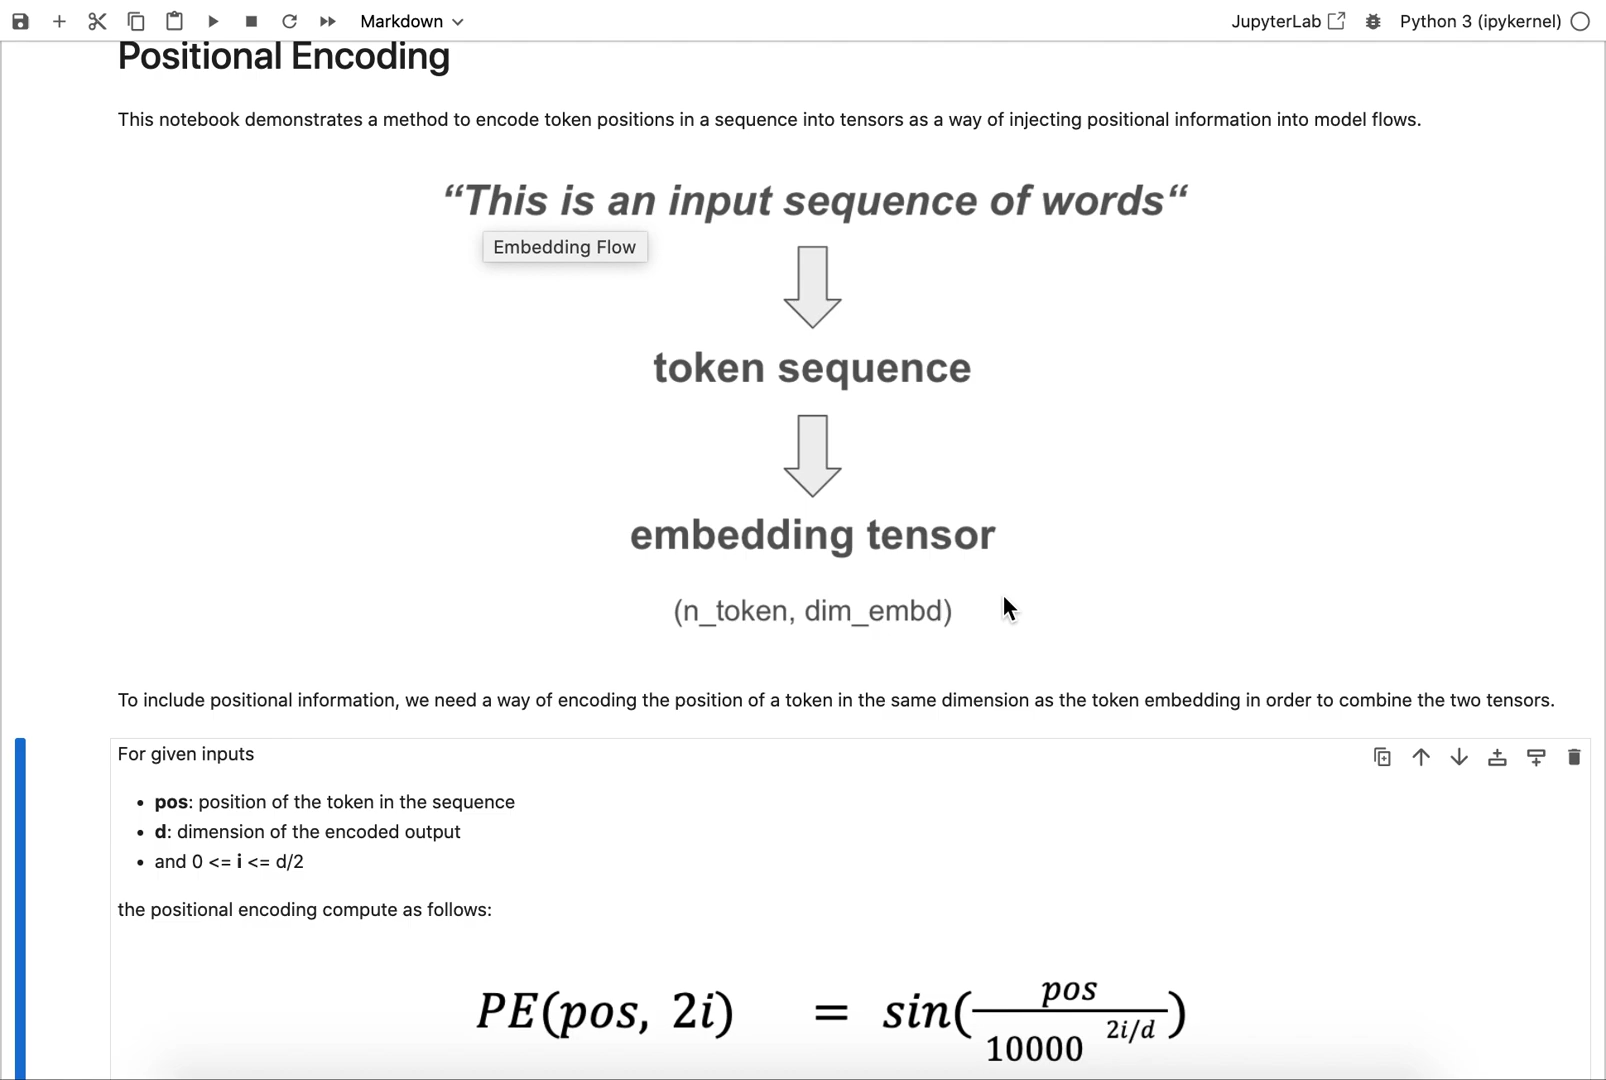 Markdown
JupyterLab
Python 3 (ipykernel)
Positional Encoding
This notebook demonstrates a method to encode token positions in a sequence into tensors as a way of injecting positional information into model flows.
“This is an input sequence of words“
Embedding Flow
token sequence
embedding tensor
(n_token, dim_embd)
To include positional information, we need a way of encoding the position of a token in the same dimension as the token embedding in order to combine the two tensors.
For given inputs
• pos: position of the token in the sequence
• d: dimension of the encoded output
• and 0 <= i <= d/2
the positional encoding compute as follows:
PE(pos, 2i) = sin(pos/10000^2i/d)